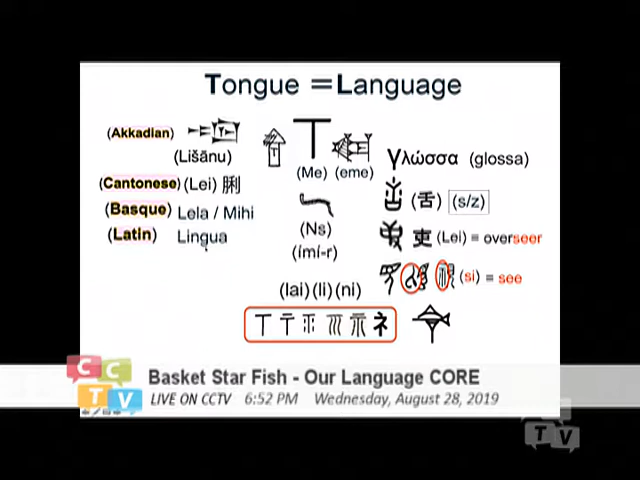 Tongue = Language
(Akkadian)
(Lišānu)
(Cantonese) (Lei) 脷
(Basque) Lela / Mihi
(Latin) Lingua
(Me) (eme)
(Ns)
(ími-r)
(lai)(li)(ni)
γλώσσα (glossa)
(舌) (s/z)
吏 (Lei) = overseer
(si) = see
Basket Star Fish - Our Language CORE
LIVE ON CCTV 6:52 PM Wednesday, August 28, 2019
CCTV
TV